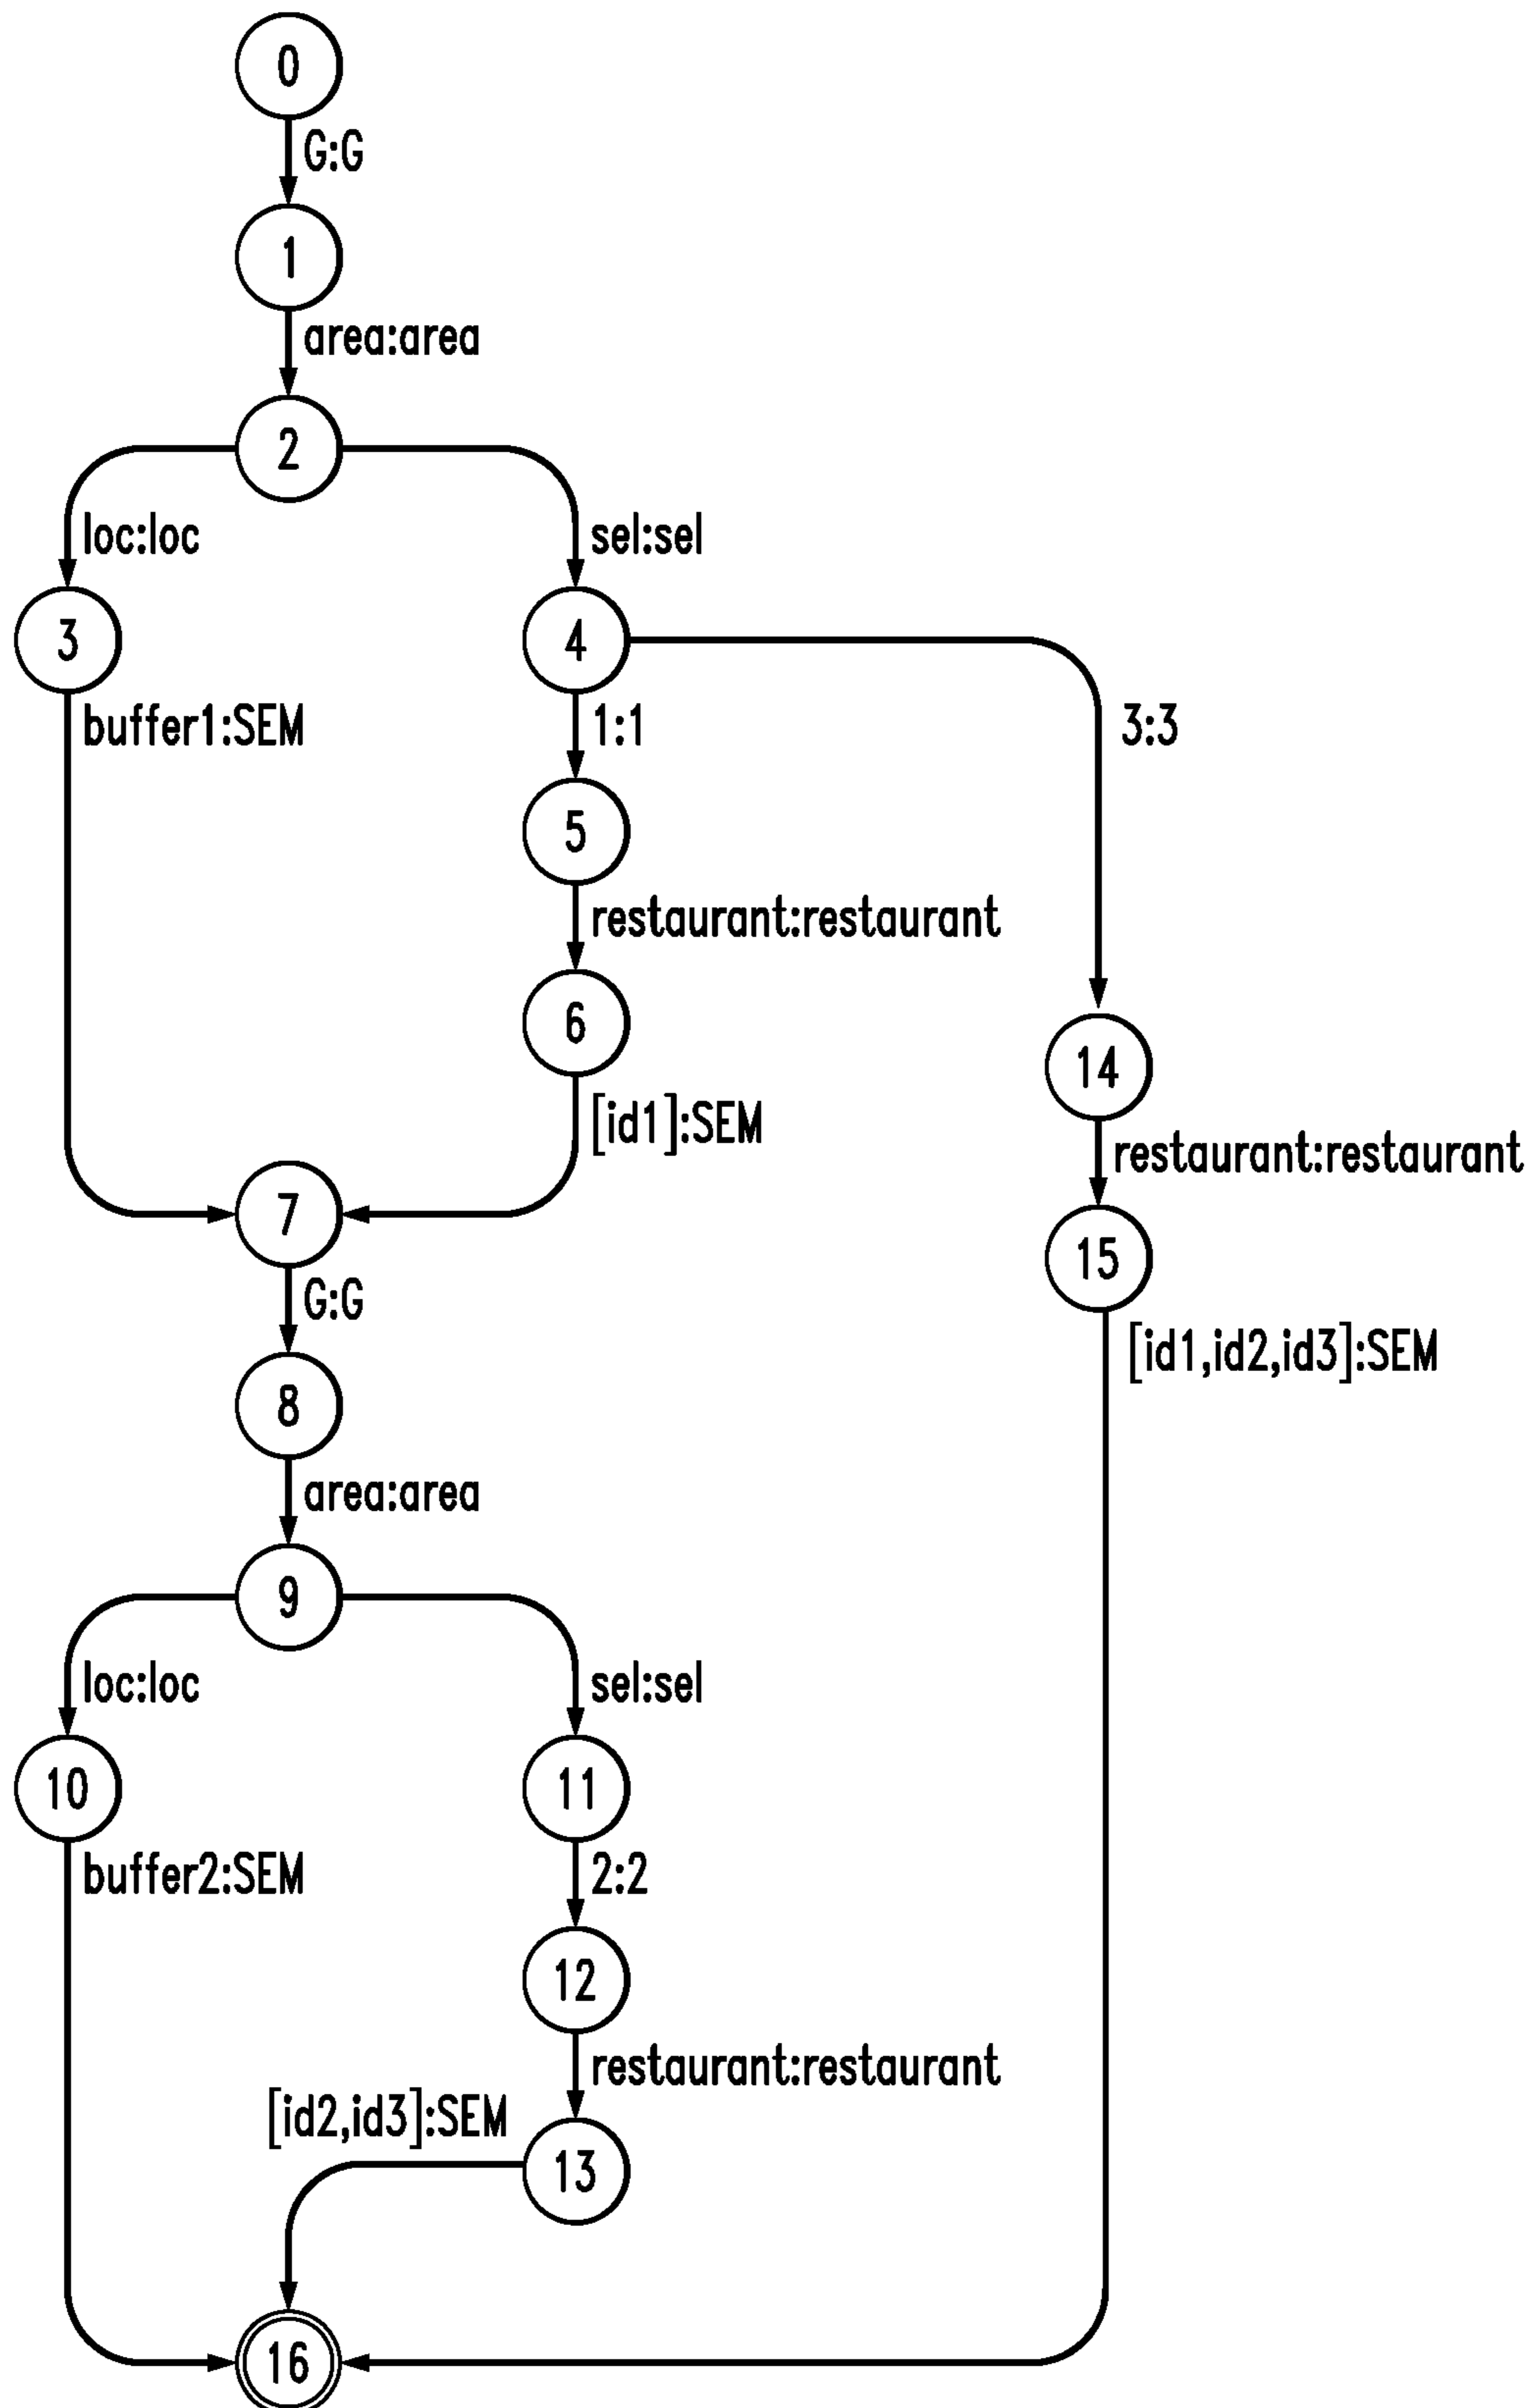 0
G:G
1
area:area
2
loc:loc
sel:sel
3
4
buffer1:SEM
1:1
3:3
5
restaurant:restaurant
6
14
[id1]:SEM
restaurant:restaurant
7
15
G:G
[id1,id2,id3]:SEM
8
area:area
9
loc:loc
sel:sel
10
11
buffer2:SEM
2:2
12
restaurant:restaurant
[id2,id3]:SEM
13
16